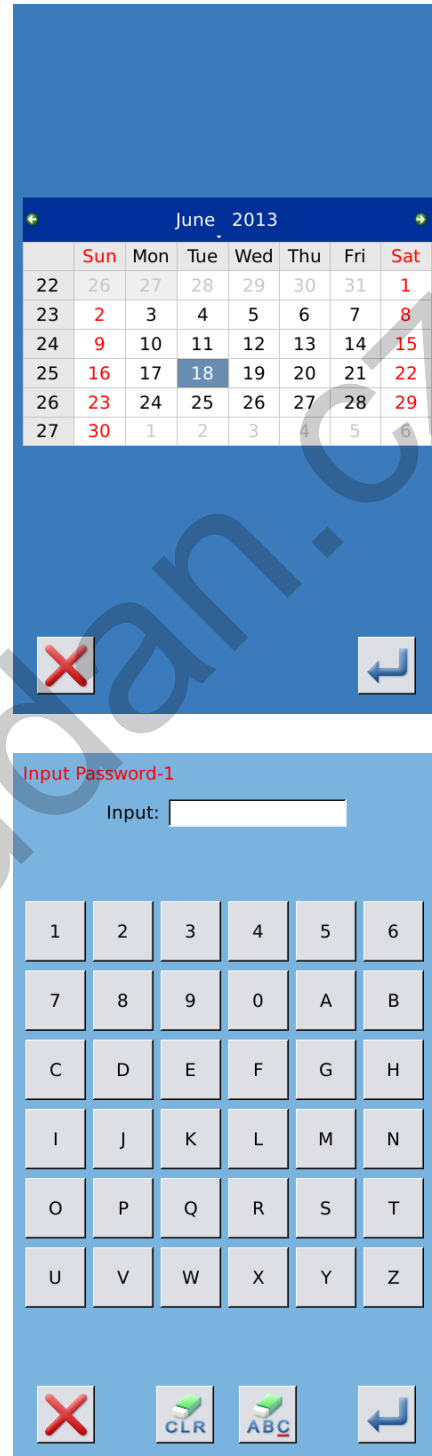 June 2013
Sun Mon Tue Wed Thu Fri Sat
22 26 27 28 29 30 31 1
23 2 3 4 5 6 7 8
24 9 10 11 12 13 14 15
25 16 17 18 19 20 21 22
26 23 24 25 26 27 28 29
27 30 1 2 3 4 5 6
Input Password-1
Input:
1 2 3 4 5 6
7 8 9 0 A B
C D E F G H
I J K L M N
O P Q R S T
U V W X Y Z
CLR ABC